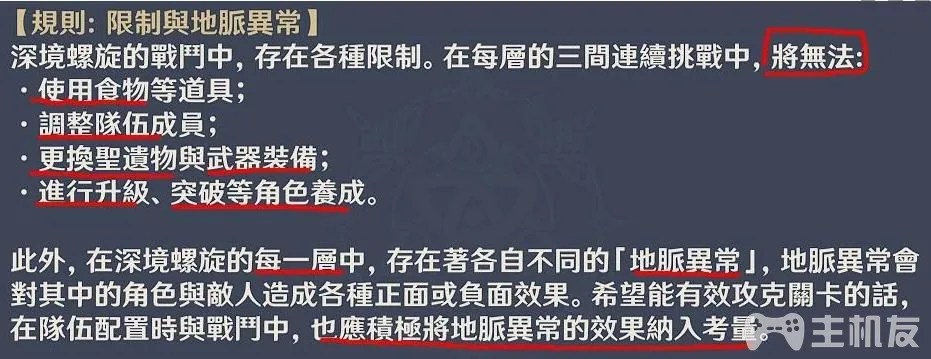 【規則：限制與地脈異常】
深境螺旋的戰鬥中，存在各種限制。在每層的三間連續挑戰中，將無法：
·使用食物等道具；
·調整隊伍成員；
·更換聖遺物與武器裝備；
·進行升級、突破等角色養成。
此外，在深境螺旋的每一層中，存在著各自不同的「地脈異常」，地脈異常會
對其中的角色與敵人造成各種正面或負面效果。希望能有效攻克關卡的話，
在隊伍配置時與戰鬥中，也應積極將地脈異常的效果納入考量。
主机友